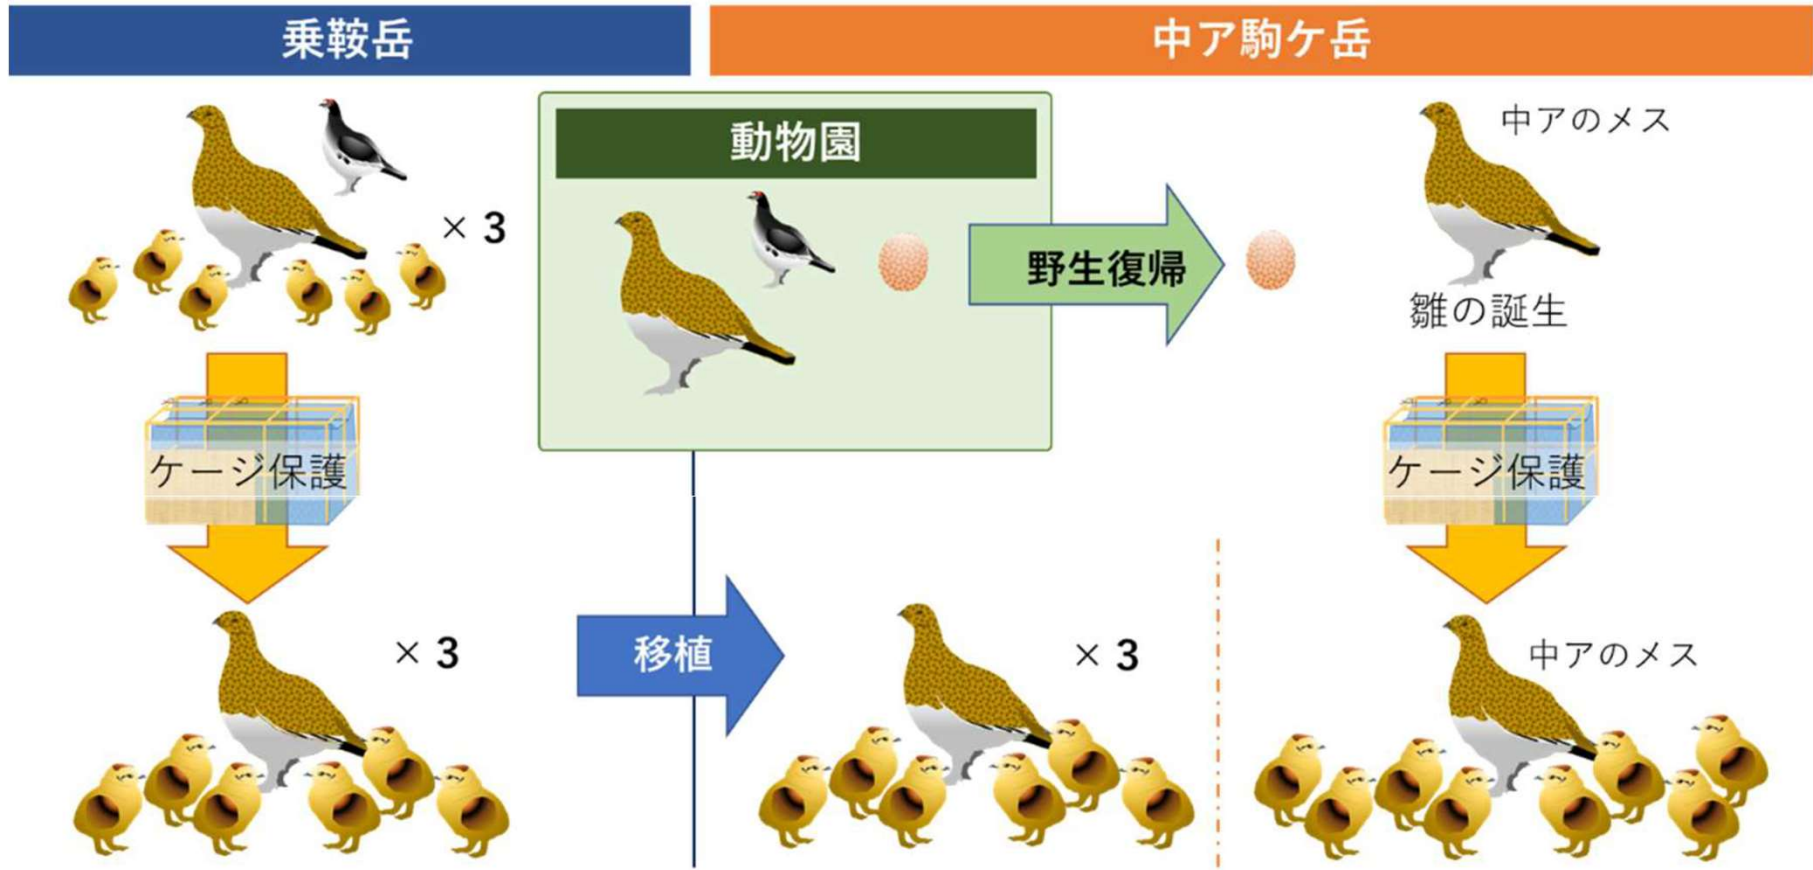 乗鞍岳
中ア駒ケ岳
動物園
中アのメス
× 3
野生復帰
雛の誕生
ケージ保護
ケージ保護
× 3
移植
× 3
中アのメス